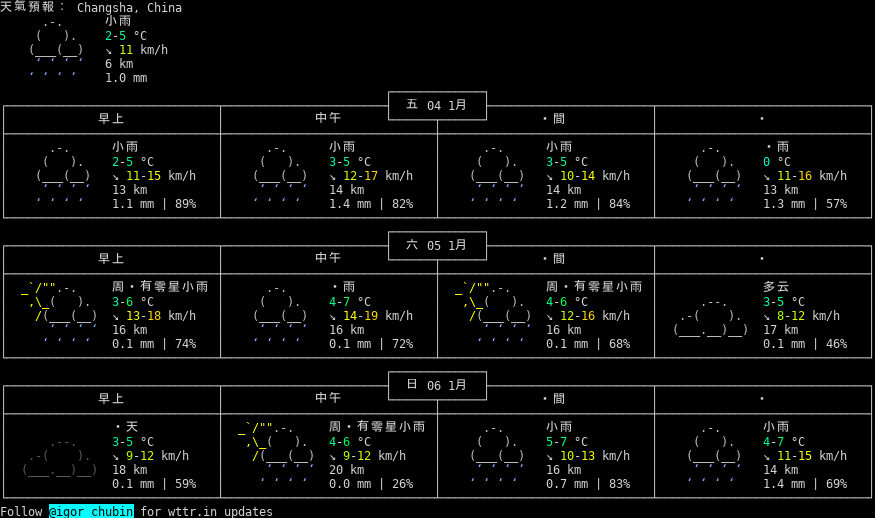 天氣預報： Changsha, China
小雨
2-5 °C
↘ 11 km/h
6 km
1.0 mm
五 04 1月
早上 中午 ・間 ・
小雨 小雨 小雨 ・雨
2-5 °C 3-5 °C 3-5 °C 0 °C
↘ 11-15 km/h ↘ 12-17 km/h ↘ 10-14 km/h ↘ 11-16 km/h
13 km 14 km 14 km 13 km
1.1 mm | 89% 1.4 mm | 82% 1.2 mm | 84% 1.3 mm | 57%
六 05 1月
早上 中午 ・間 ・
周・有零星小雨 ・雨 周・有零星小雨 多云
3-6 °C 4-7 °C 4-6 °C 3-5 °C
↘ 13-18 km/h ↘ 14-19 km/h ↘ 12-16 km/h ↘ 8-12 km/h
16 km 16 km 16 km 17 km
0.1 mm | 74% 0.1 mm | 72% 0.1 mm | 68% 0.1 mm | 46%
日 06 1月
早上 中午 ・間 ・
・天 周・有零星小雨 小雨 小雨
3-5 °C 4-6 °C 5-7 °C 4-7 °C
↘ 9-12 km/h ↘ 9-12 km/h ↘ 10-13 km/h ↘ 11-15 km/h
18 km 20 km 16 km 14 km
0.1 mm | 59% 0.0 mm | 26% 0.7 mm | 83% 1.4 mm | 69%
Follow @igor_chubin for wttr.in updates